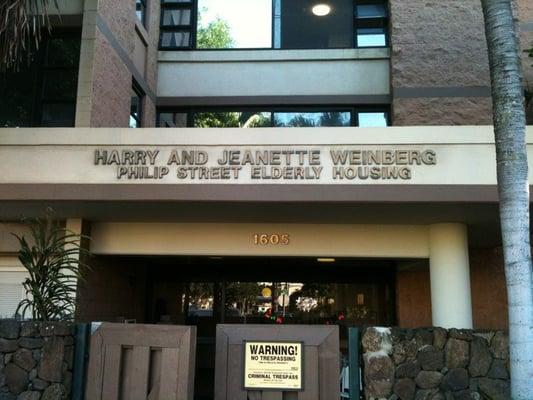 HARRY AND JEANETTE WEINBERG
PHILIP STREET ELDERLY HOUSING
1605
WARNING!
NO TRESPASSING
CRIMINAL TRESPASS